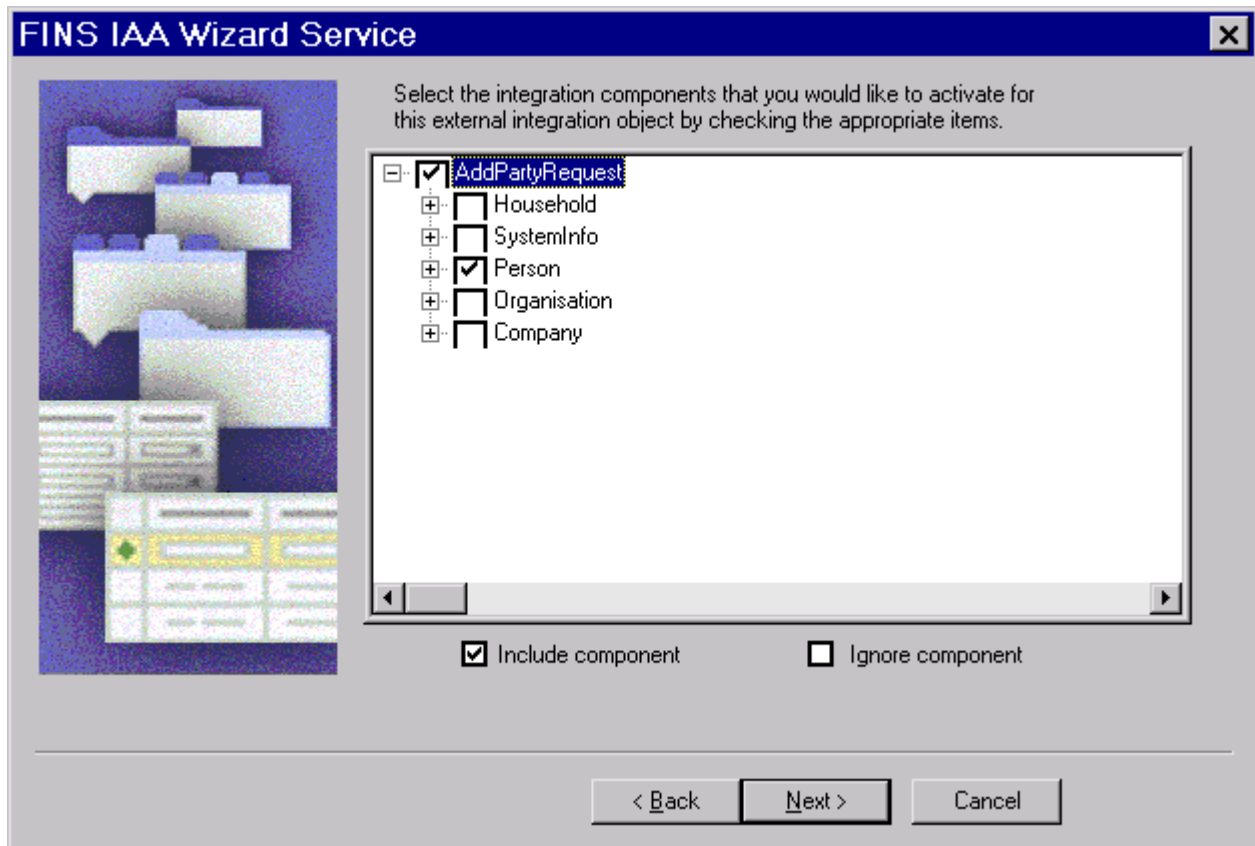 FINS IAA Wizard Service
Select the integration components that you would like to activate for
this external integration object by checking the appropriate items.
AddPartyRequest
Household
SystemInfo
Person
Organisation
Company
Include component
Ignore component
< Back
Next >
Cancel